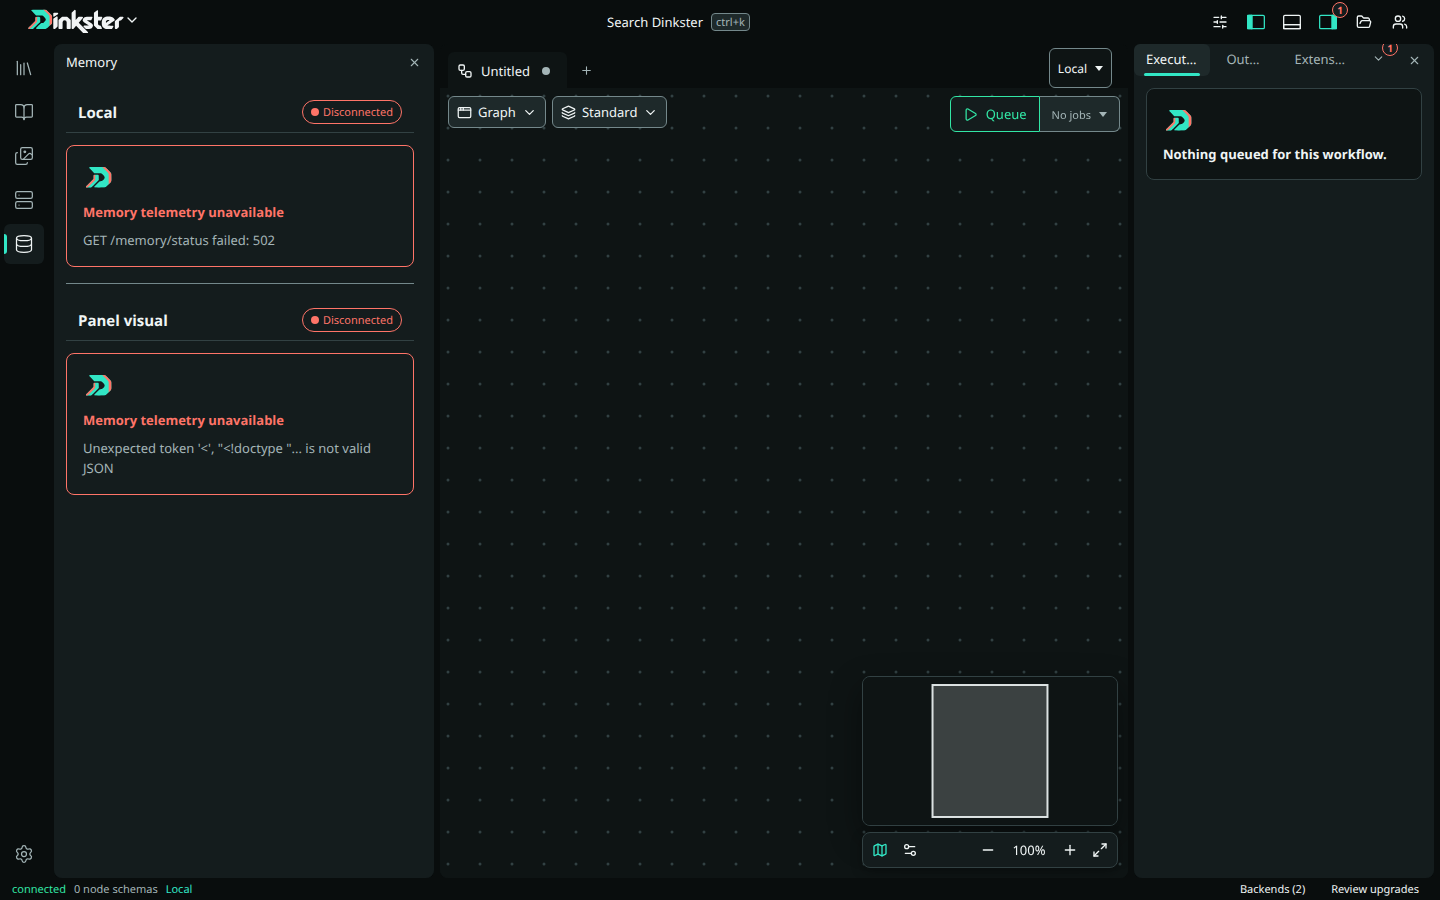 Dinkster
Search Dinkster ctrl+k
1
Memory
Local
Disconnected
Memory telemetry unavailable
GET /memory/status failed: 502
Panel visual
Disconnected
Memory telemetry unavailable
Unexpected token '<', "<!doctype "... is not valid
JSON
Untitled
Local
Graph
Standard
Queue
No jobs
100%
Execut...
Out...
Extens...
1
Nothing queued for this workflow.
connected
0 node schemas
Local
Backends (2)
Review upgrades